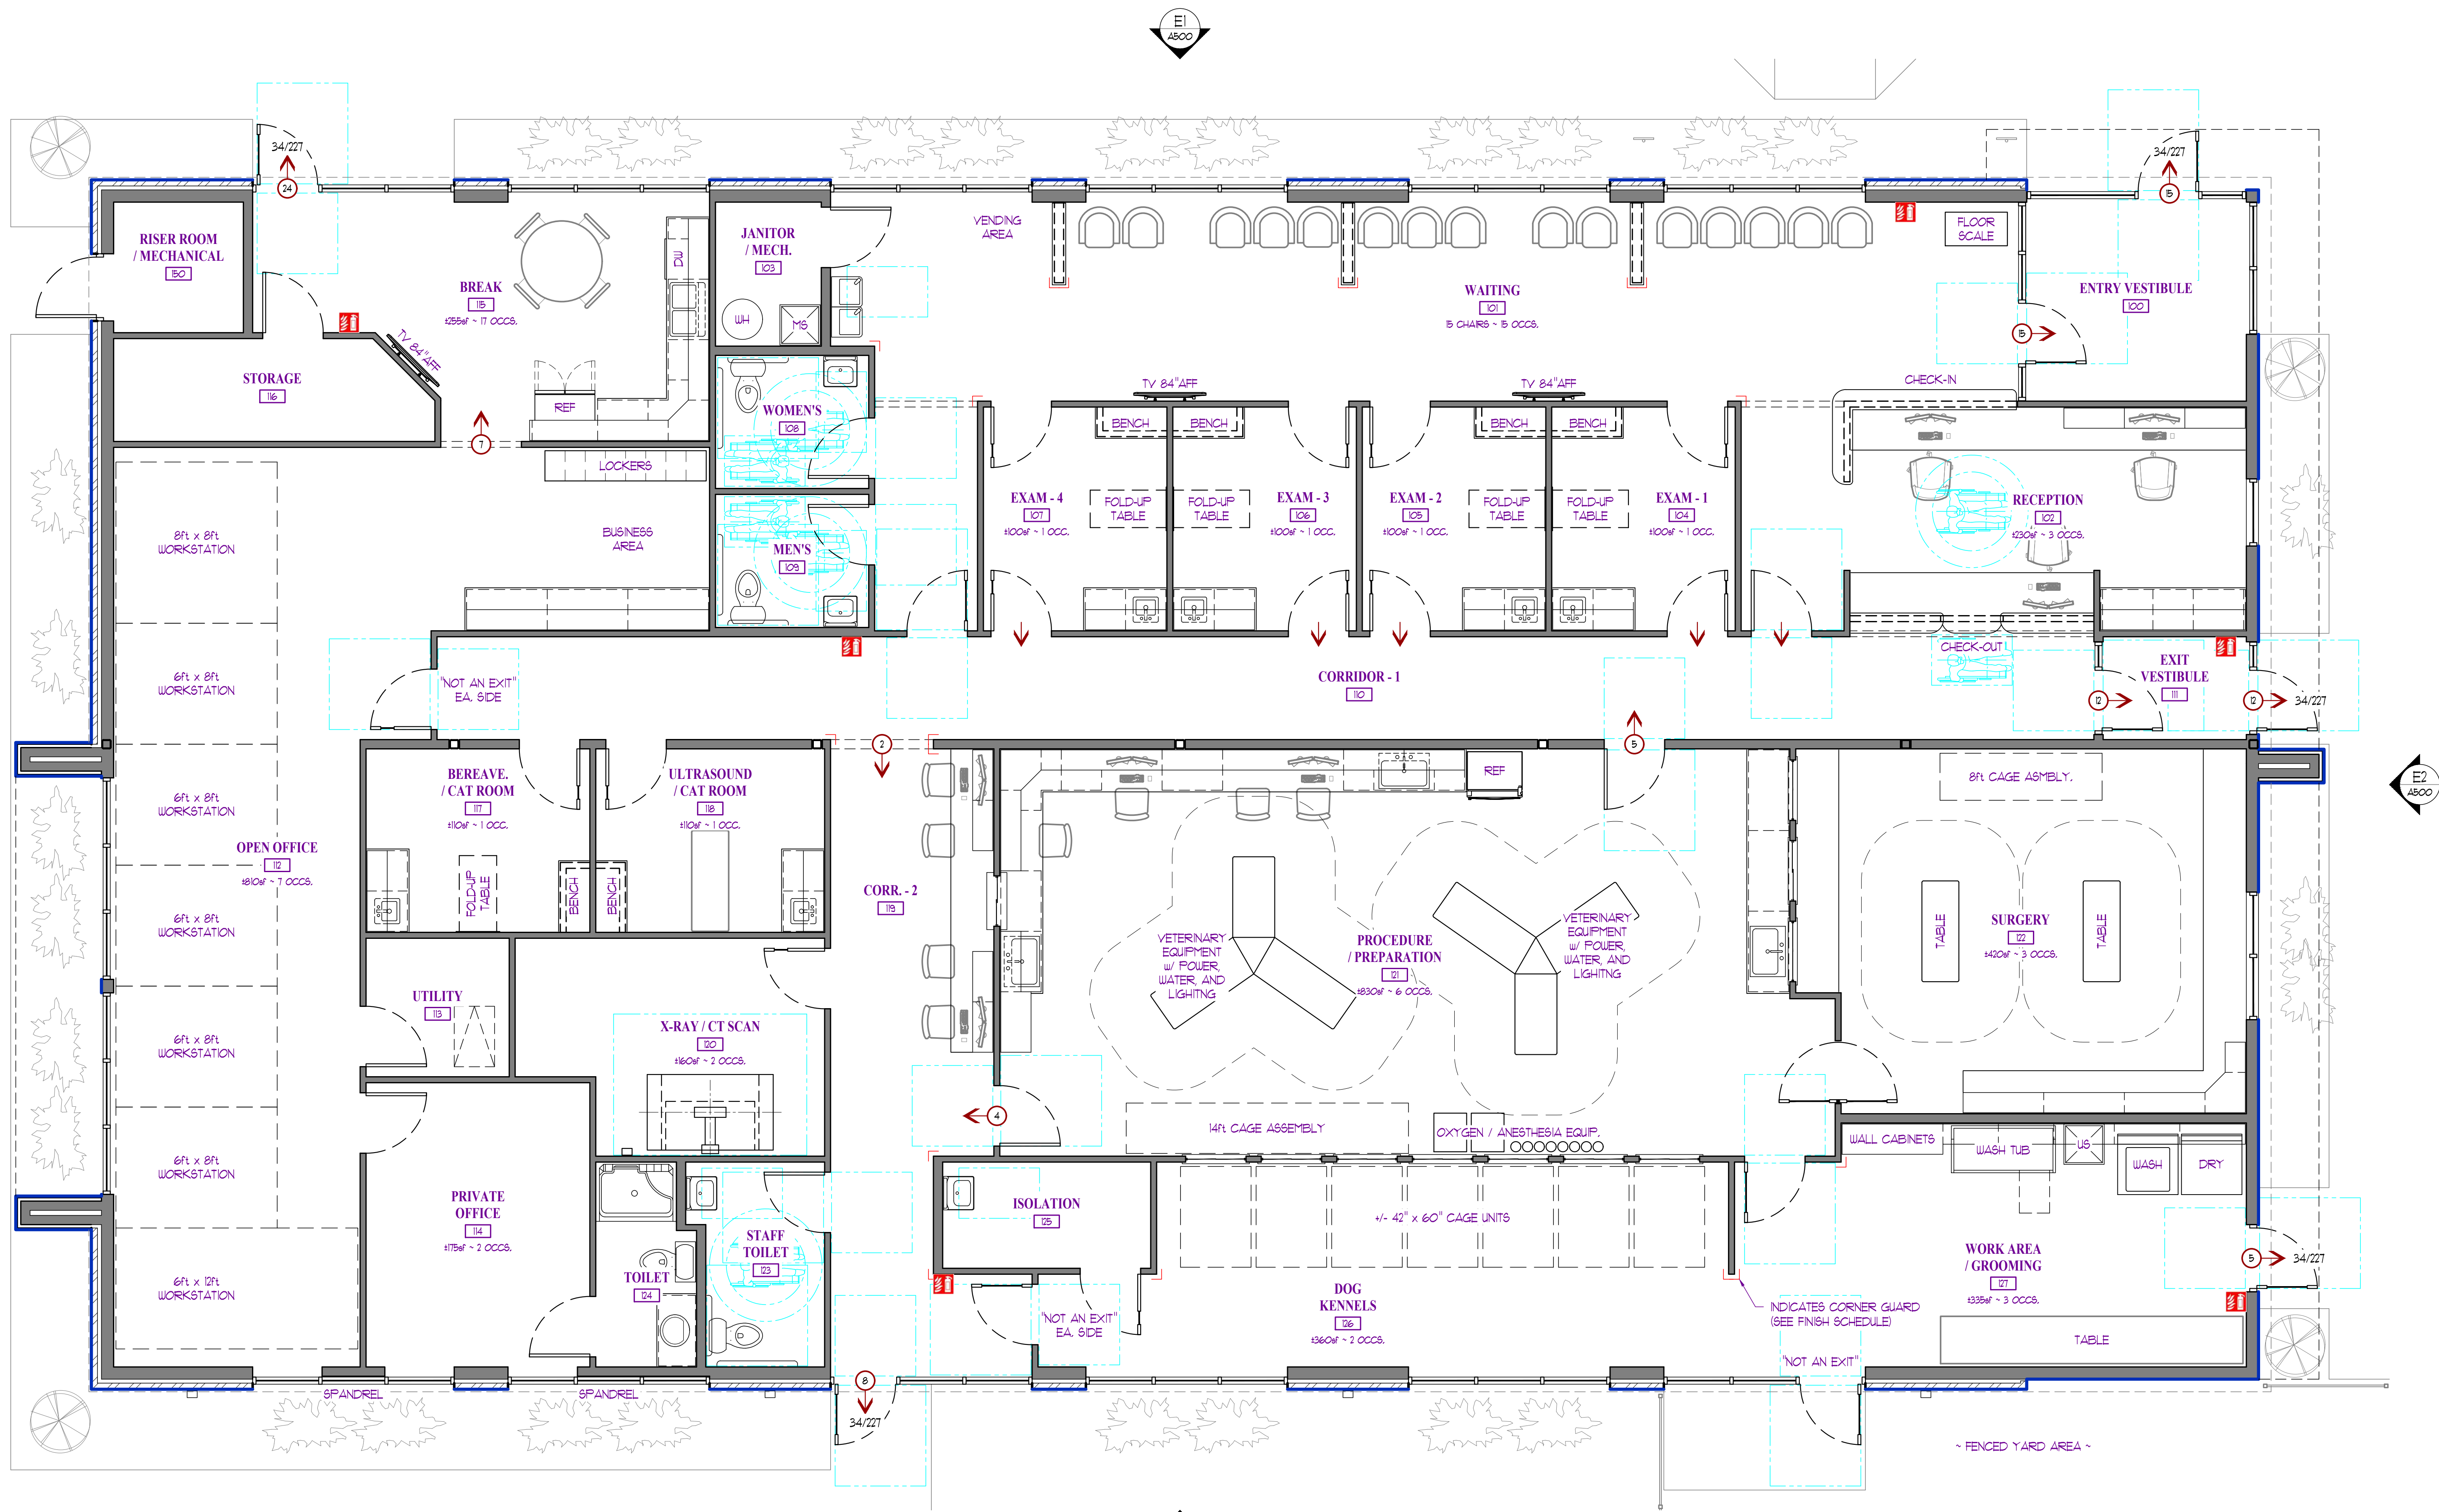 E1
A500
34/227
24
34/227
15
RISER ROOM
/ MECHANICAL
150
BREAK
115
±255sf ~ 17 OCCS.
DW
TV 84"AFF
REF
JANITOR
/ MECH.
103
WH
MS
VENDING
AREA
WAITING
101
15 CHAIRS ~ 15 OCCS.
FLOOR
SCALE
ENTRY VESTIBULE
100
15
STORAGE
116
7
LOCKERS
WOMEN'S
108
MEN'S
109
TV 84"AFF
TV 84"AFF
CHECK-IN
BENCH
BENCH
BENCH
BENCH
EXAM - 4
107
±100sf ~ 1 OCC.
FOLD-UP
TABLE
FOLD-UP
TABLE
EXAM - 3
106
±100sf ~ 1 OCC.
EXAM - 2
105
±100sf ~ 1 OCC.
FOLD-UP
TABLE
FOLD-UP
TABLE
EXAM - 1
104
±100sf ~ 1 OCC.
RECEPTION
102
±230sf ~ 3 OCCS.
8ft x 8ft
WORKSTATION
BUSINESS
AREA
6ft x 8ft
WORKSTATION
"NOT AN EXIT"
EA. SIDE
CORRIDOR - 1
110
CHECK-OUT
EXIT
VESTIBULE
111
12
12
34/227
2
5
E2
A500
6ft x 8ft
WORKSTATION
OPEN OFFICE
112
±810sf ~ 7 OCCS.
BEREAVE.
/ CAT ROOM
117
±110sf ~ 1 OCC.
FOLD-UP
TABLE
BENCH
ULTRASOUND
/ CAT ROOM
118
±110sf ~ 1 OCC.
BENCH
CORR. - 2
119
REF
8ft CAGE ASMBLY.
VETERINARY
EQUIPMENT
w/ POWER,
WATER, AND
LIGHITNG
PROCEDURE
/ PREPARATION
121
±830sf ~ 6 OCCS.
VETERINARY
EQUIPMENT
w/ POWER,
WATER, AND
LIGHITNG
TABLE
SURGERY
122
±420sf ~ 3 OCCS.
TABLE
6ft x 8ft
WORKSTATION
UTILITY
113
X-RAY / CT SCAN
120
±160sf ~ 2 OCCS.
6ft x 8ft
WORKSTATION
4
14ft CAGE ASSEMBLY
OXYGEN / ANESTHESIA EQUIP.
WALL CABINETS
WASH TUB
US
WASH
DRY
6ft x 8ft
WORKSTATION
PRIVATE
OFFICE
114
±175sf ~ 2 OCCS.
TOILET
124
STAFF
TOILET
123
ISOLATION
125
+/- 42" x 60" CAGE UNITS
WORK AREA
/ GROOMING
127
±335sf ~ 3 OCCS.
5
34/227
6ft x 12ft
WORKSTATION
"NOT AN EXIT"
EA. SIDE
DOG
KENNELS
126
±360sf ~ 2 OCCS.
INDICATES CORNER GUARD
(SEE FINISH SCHEDULE)
"NOT AN EXIT"
TABLE
SPANDREL
SPANDREL
8
34/227
~ FENCED YARD AREA ~